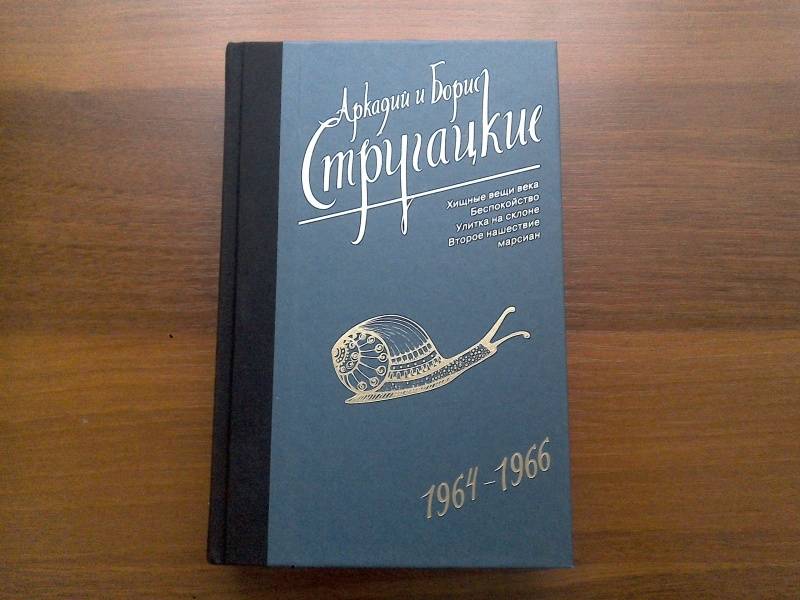 Аркадий и Борис
Стругацкие
Хищные вещи века
Беспокойство
Улитка на склоне
Второе нашествие
марсиан
1964–1966